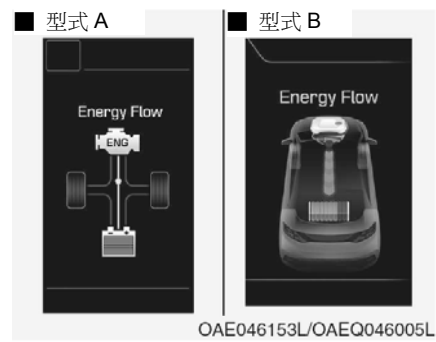 ■ 型式 A
■ 型式 B
Energy Flow
ENG
Energy Flow
OAE046153L/OAEQ046005L